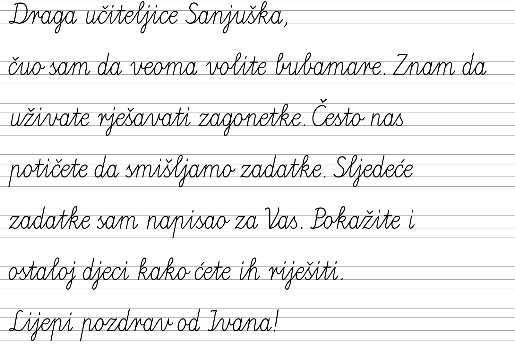 Draga učiteljice Sanjuška,
čuo sam da veoma volite bubamare. Znam da
uživate rješavati zagonetke. Često nas
potičete da smišljamo zadatke. Sljedeće
zadatke sam napisao za Vas. Pokažite i
ostaloj djeci kako ćete ih riješiti.
Lijepi pozdrav od Ivana!